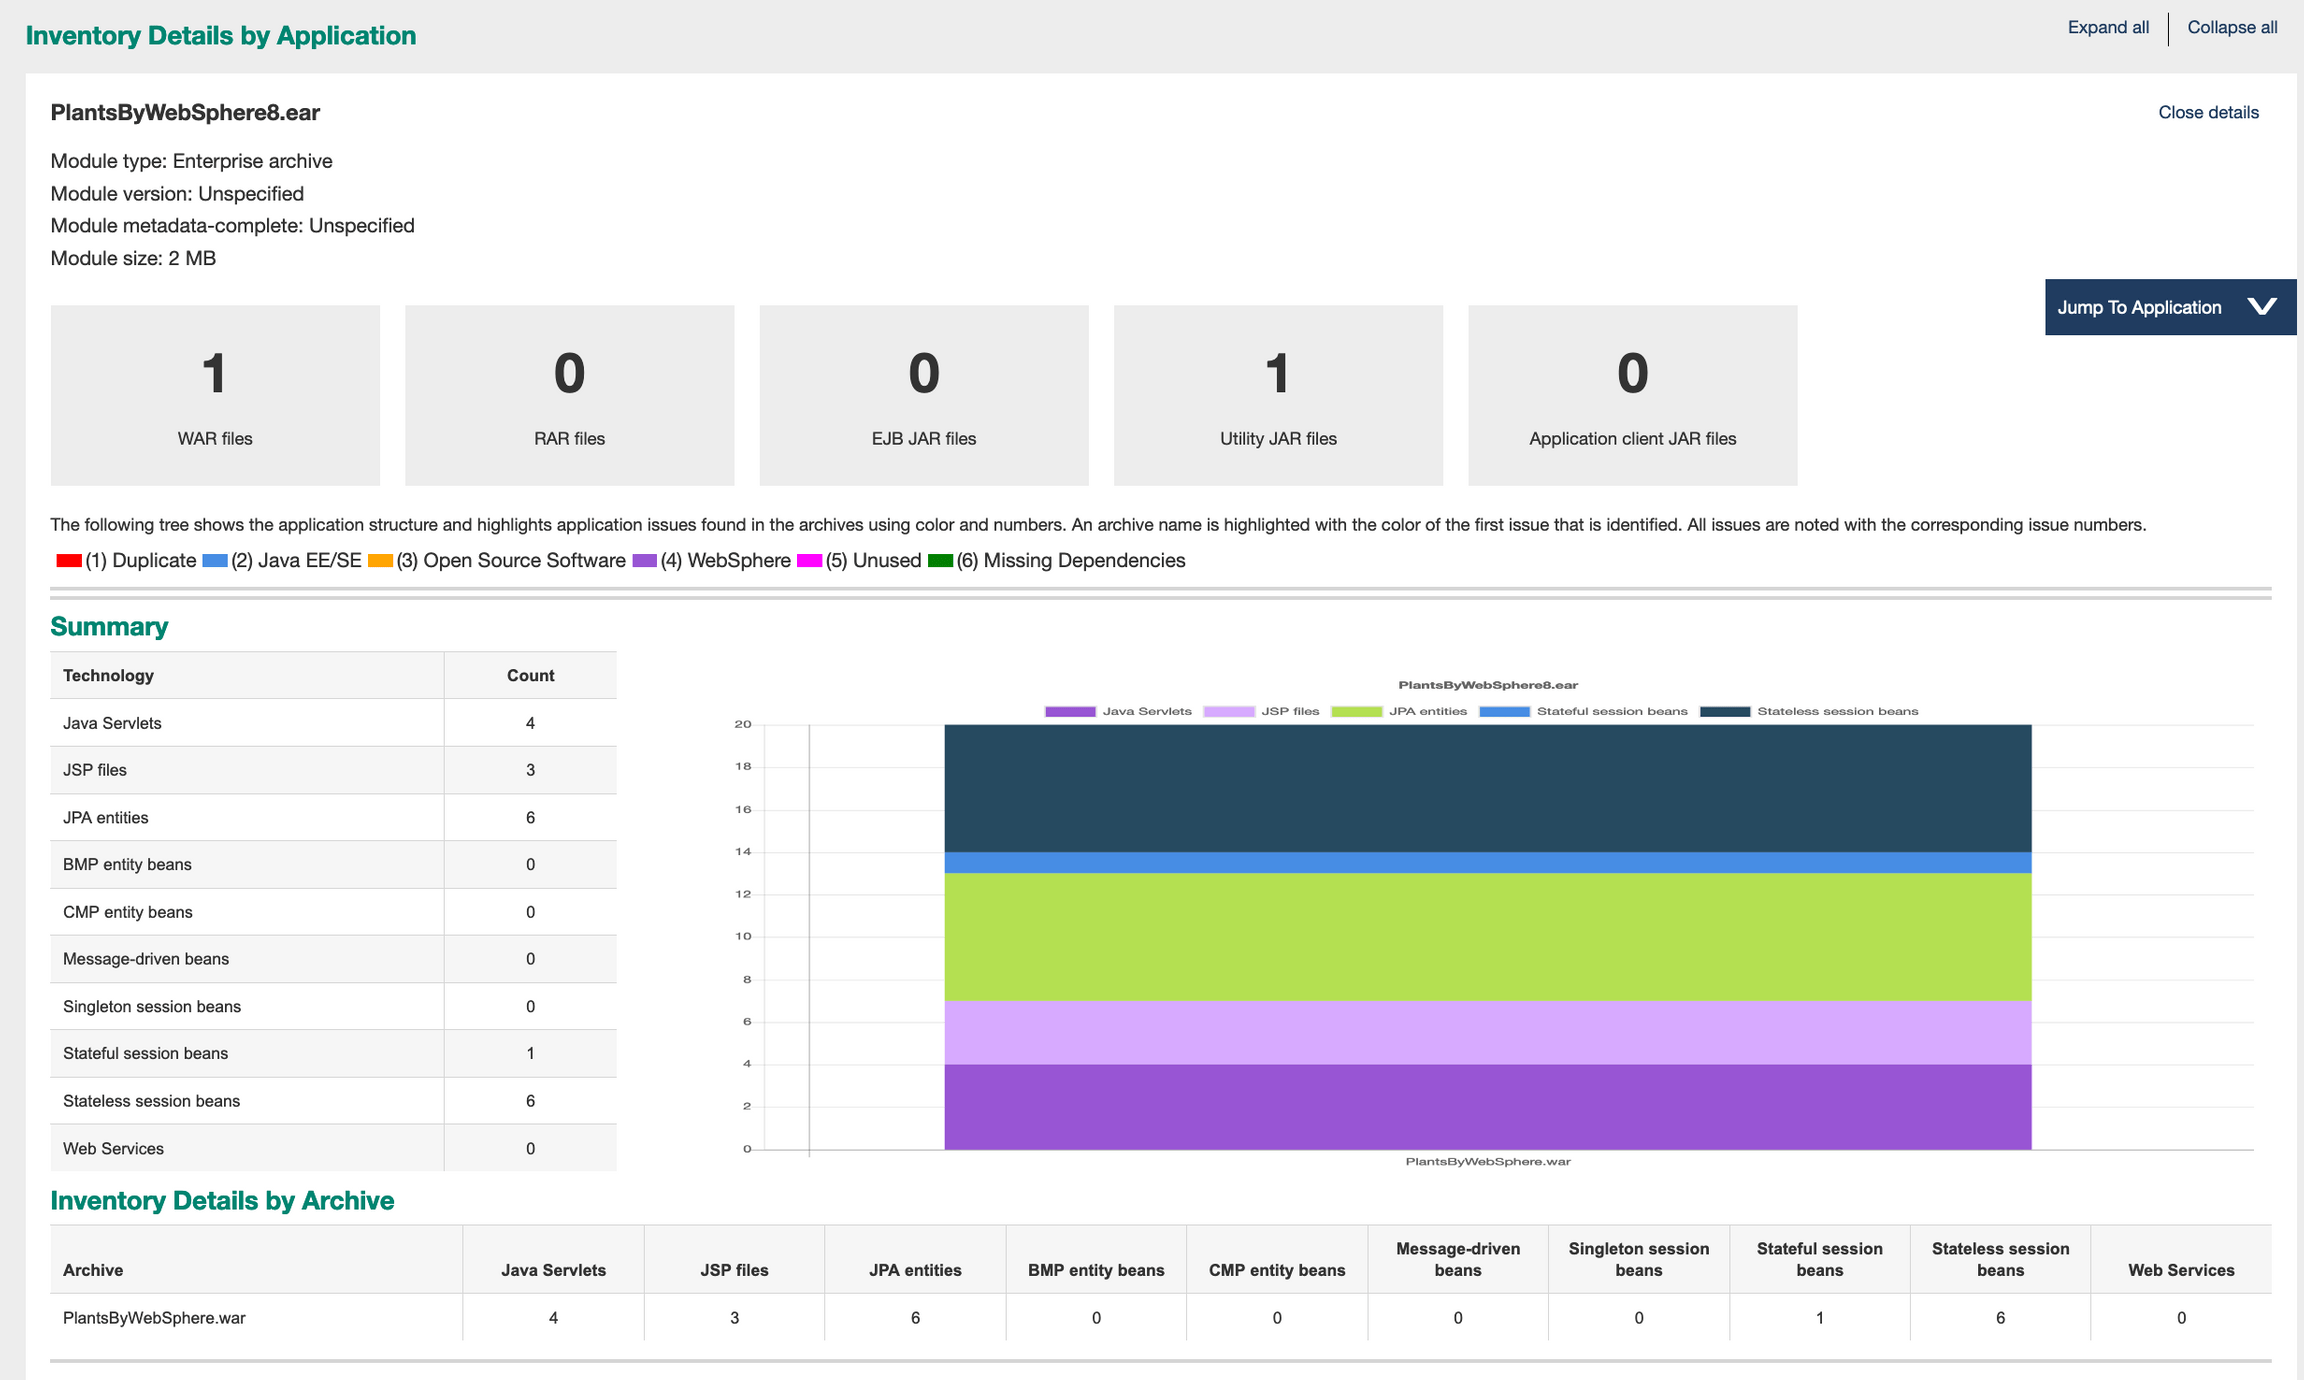 Inventory Details by Application
Expand all
Collapse all
PlantsByWebSphere8.ear
Close details
Module type: Enterprise archive
Module version: Unspecified
Module metadata-complete: Unspecified
Module size: 2 MB
Jump To Application
1
WAR files
0
RAR files
0
EJB JAR files
1
Utility JAR files
0
Application client JAR files
The following tree shows the application structure and highlights application issues found in the archives using color and numbers. An archive name is highlighted with the color of the first issue that is identified. All issues are noted with the corresponding issue numbers.
(1) Duplicate (2) Java EE/SE (3) Open Source Software (4) WebSphere (5) Unused (6) Missing Dependencies
Summary
Technology Count
Java Servlets 4
JSP files 3
JPA entities 6
BMP entity beans 0
CMP entity beans 0
Message-driven beans 0
Singleton session beans 0
Stateful session beans 1
Stateless session beans 6
Web Services 0
PlantsByWebSphere8.ear
Java Servlets JSP files JPA entities Stateful session beans Stateless session beans
20
18
16
14
12
10
8
6
4
2
0
PlantsByWebSphere.war
Inventory Details by Archive
Archive Java Servlets JSP files JPA entities BMP entity beans CMP entity beans Message-driven beans Singleton session beans Stateful session beans Stateless session beans Web Services
PlantsByWebSphere.war 4 3 6 0 0 0 0 1 6 0